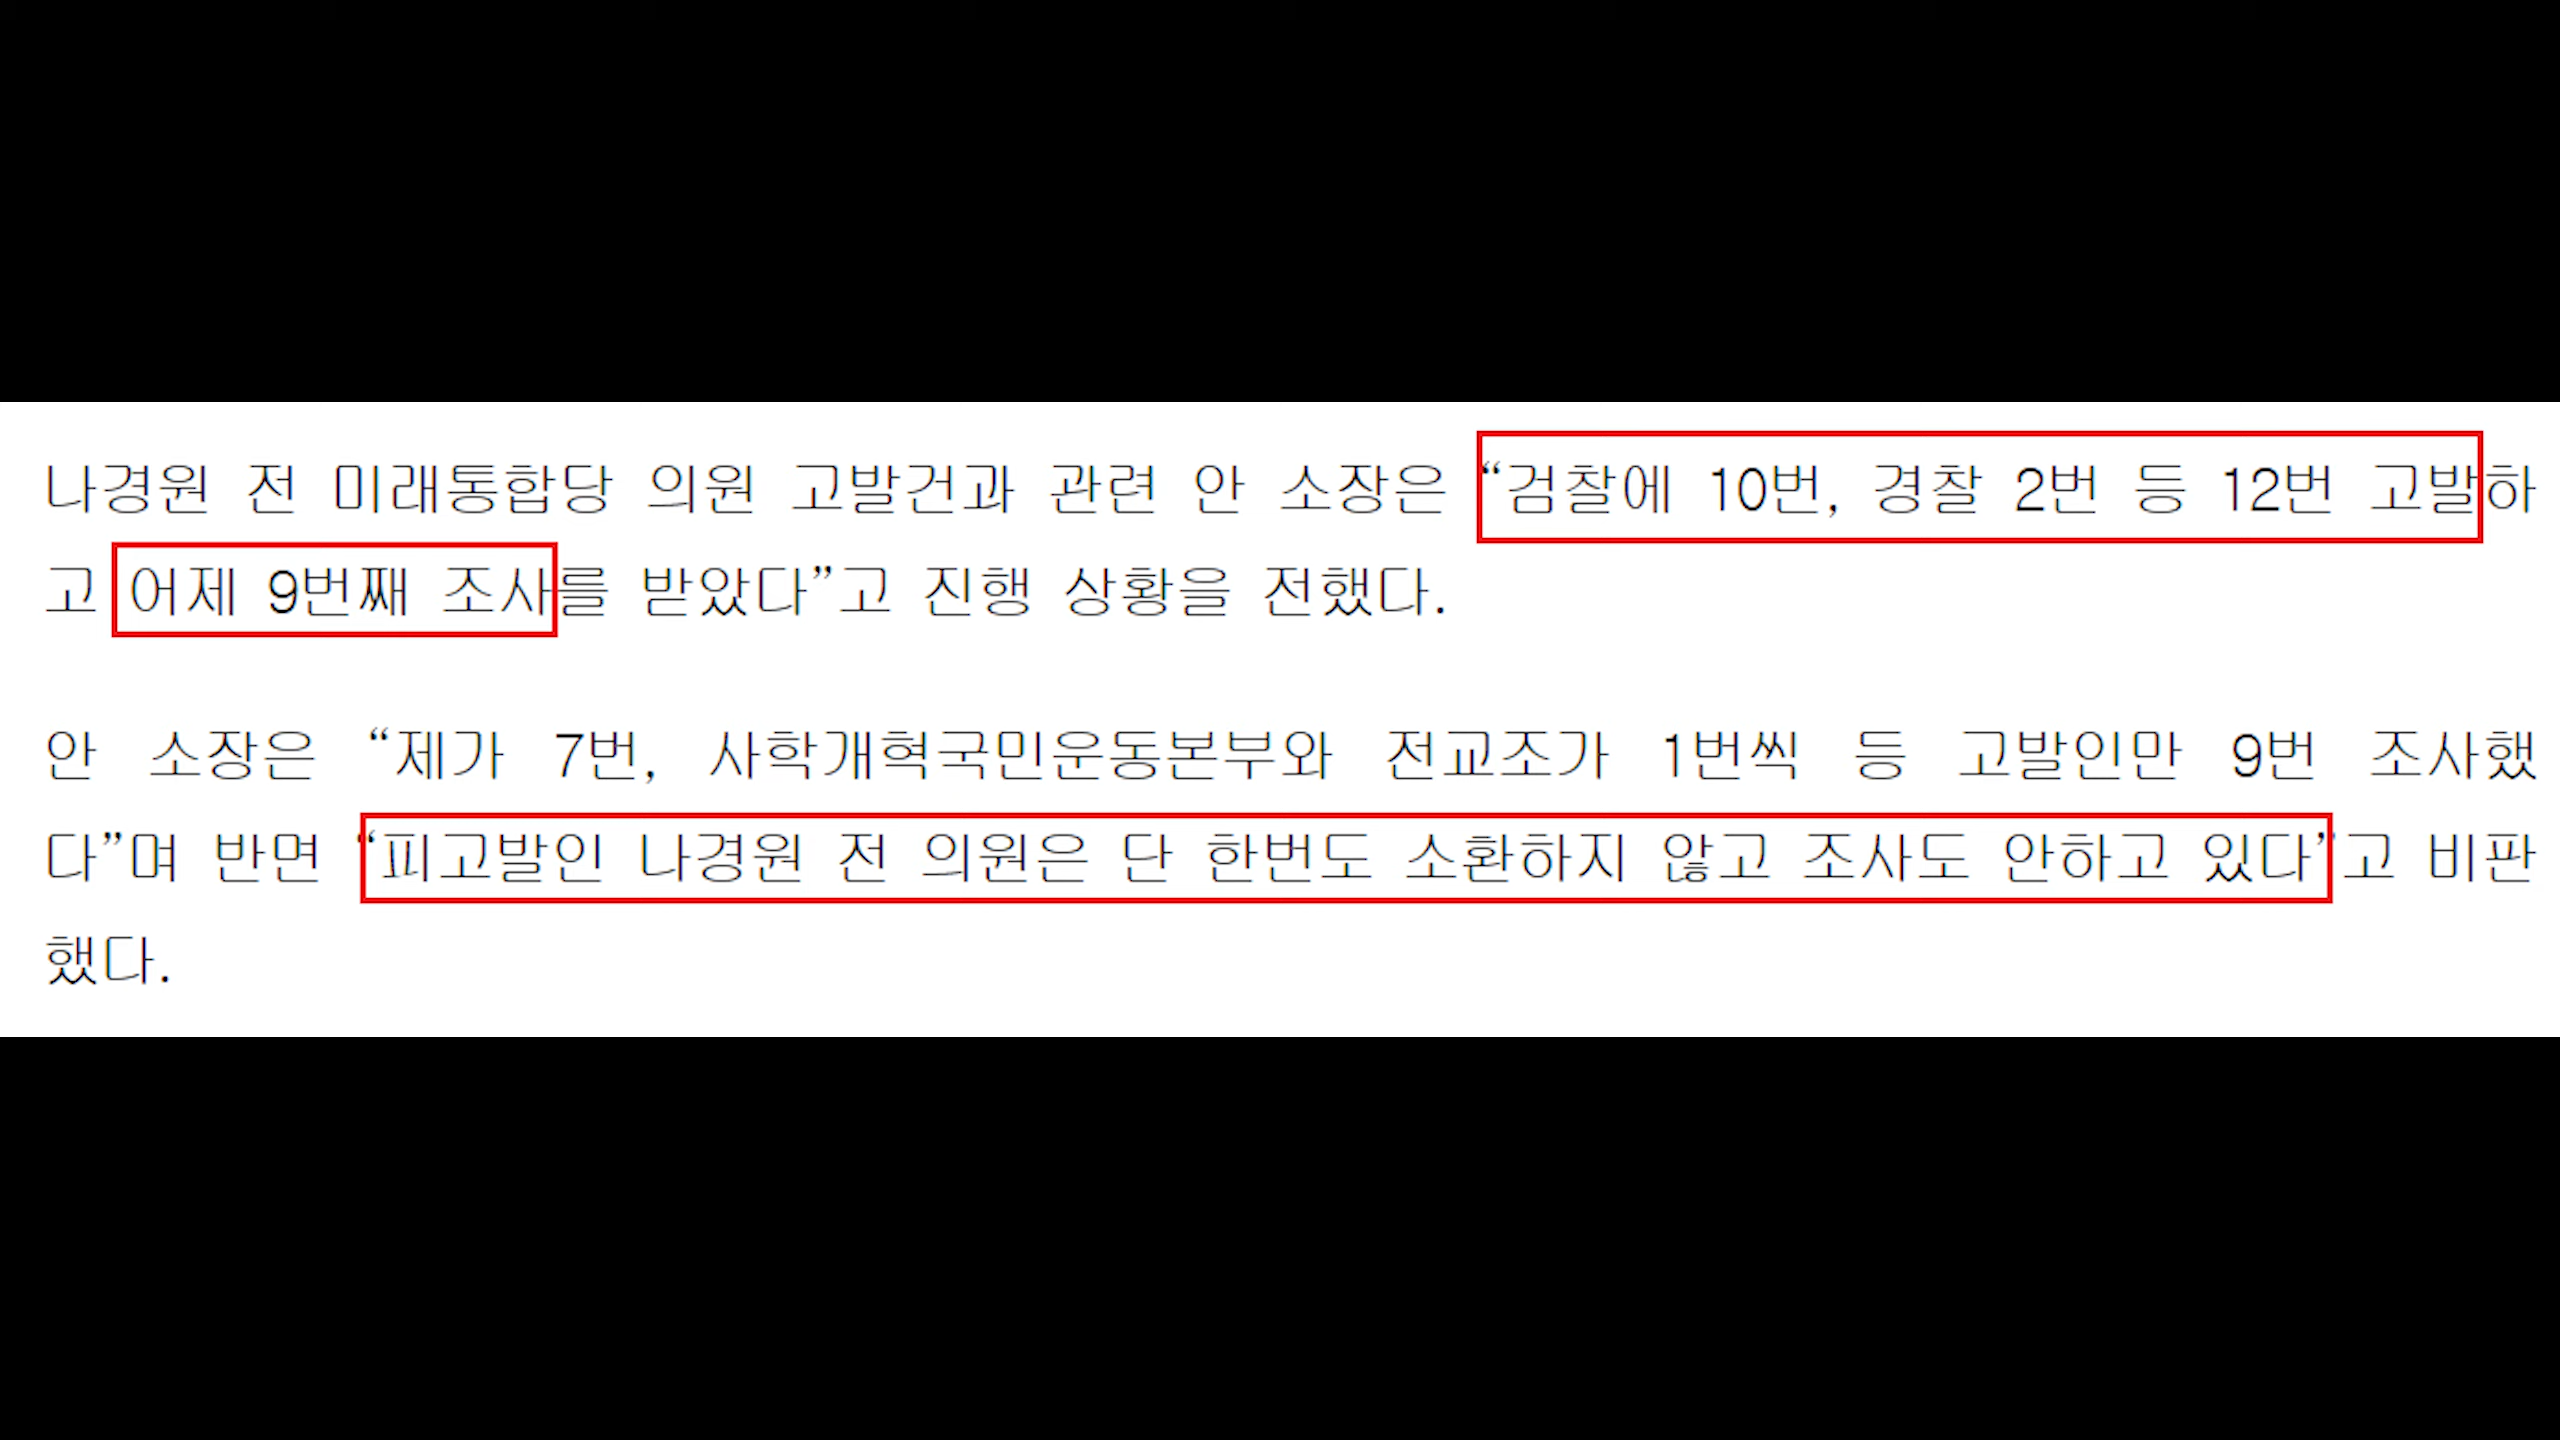 나경원 전 미래통합당 의원 고발건과 관련 안 소장은 “검찰에 10번, 경찰 2번 등 12번 고발하
고 어제 9번째 조사를 받았다”고 진행 상황을 전했다.
안 소장은 “제가 7번, 사학개혁국민운동본부와 전교조가 1번씩 등 고발인만 9번 조사했
다”며 반면 “피고발인 나경원 전 의원은 단 한번도 소환하지 않고 조사도 안하고 있다”고 비판
했다.